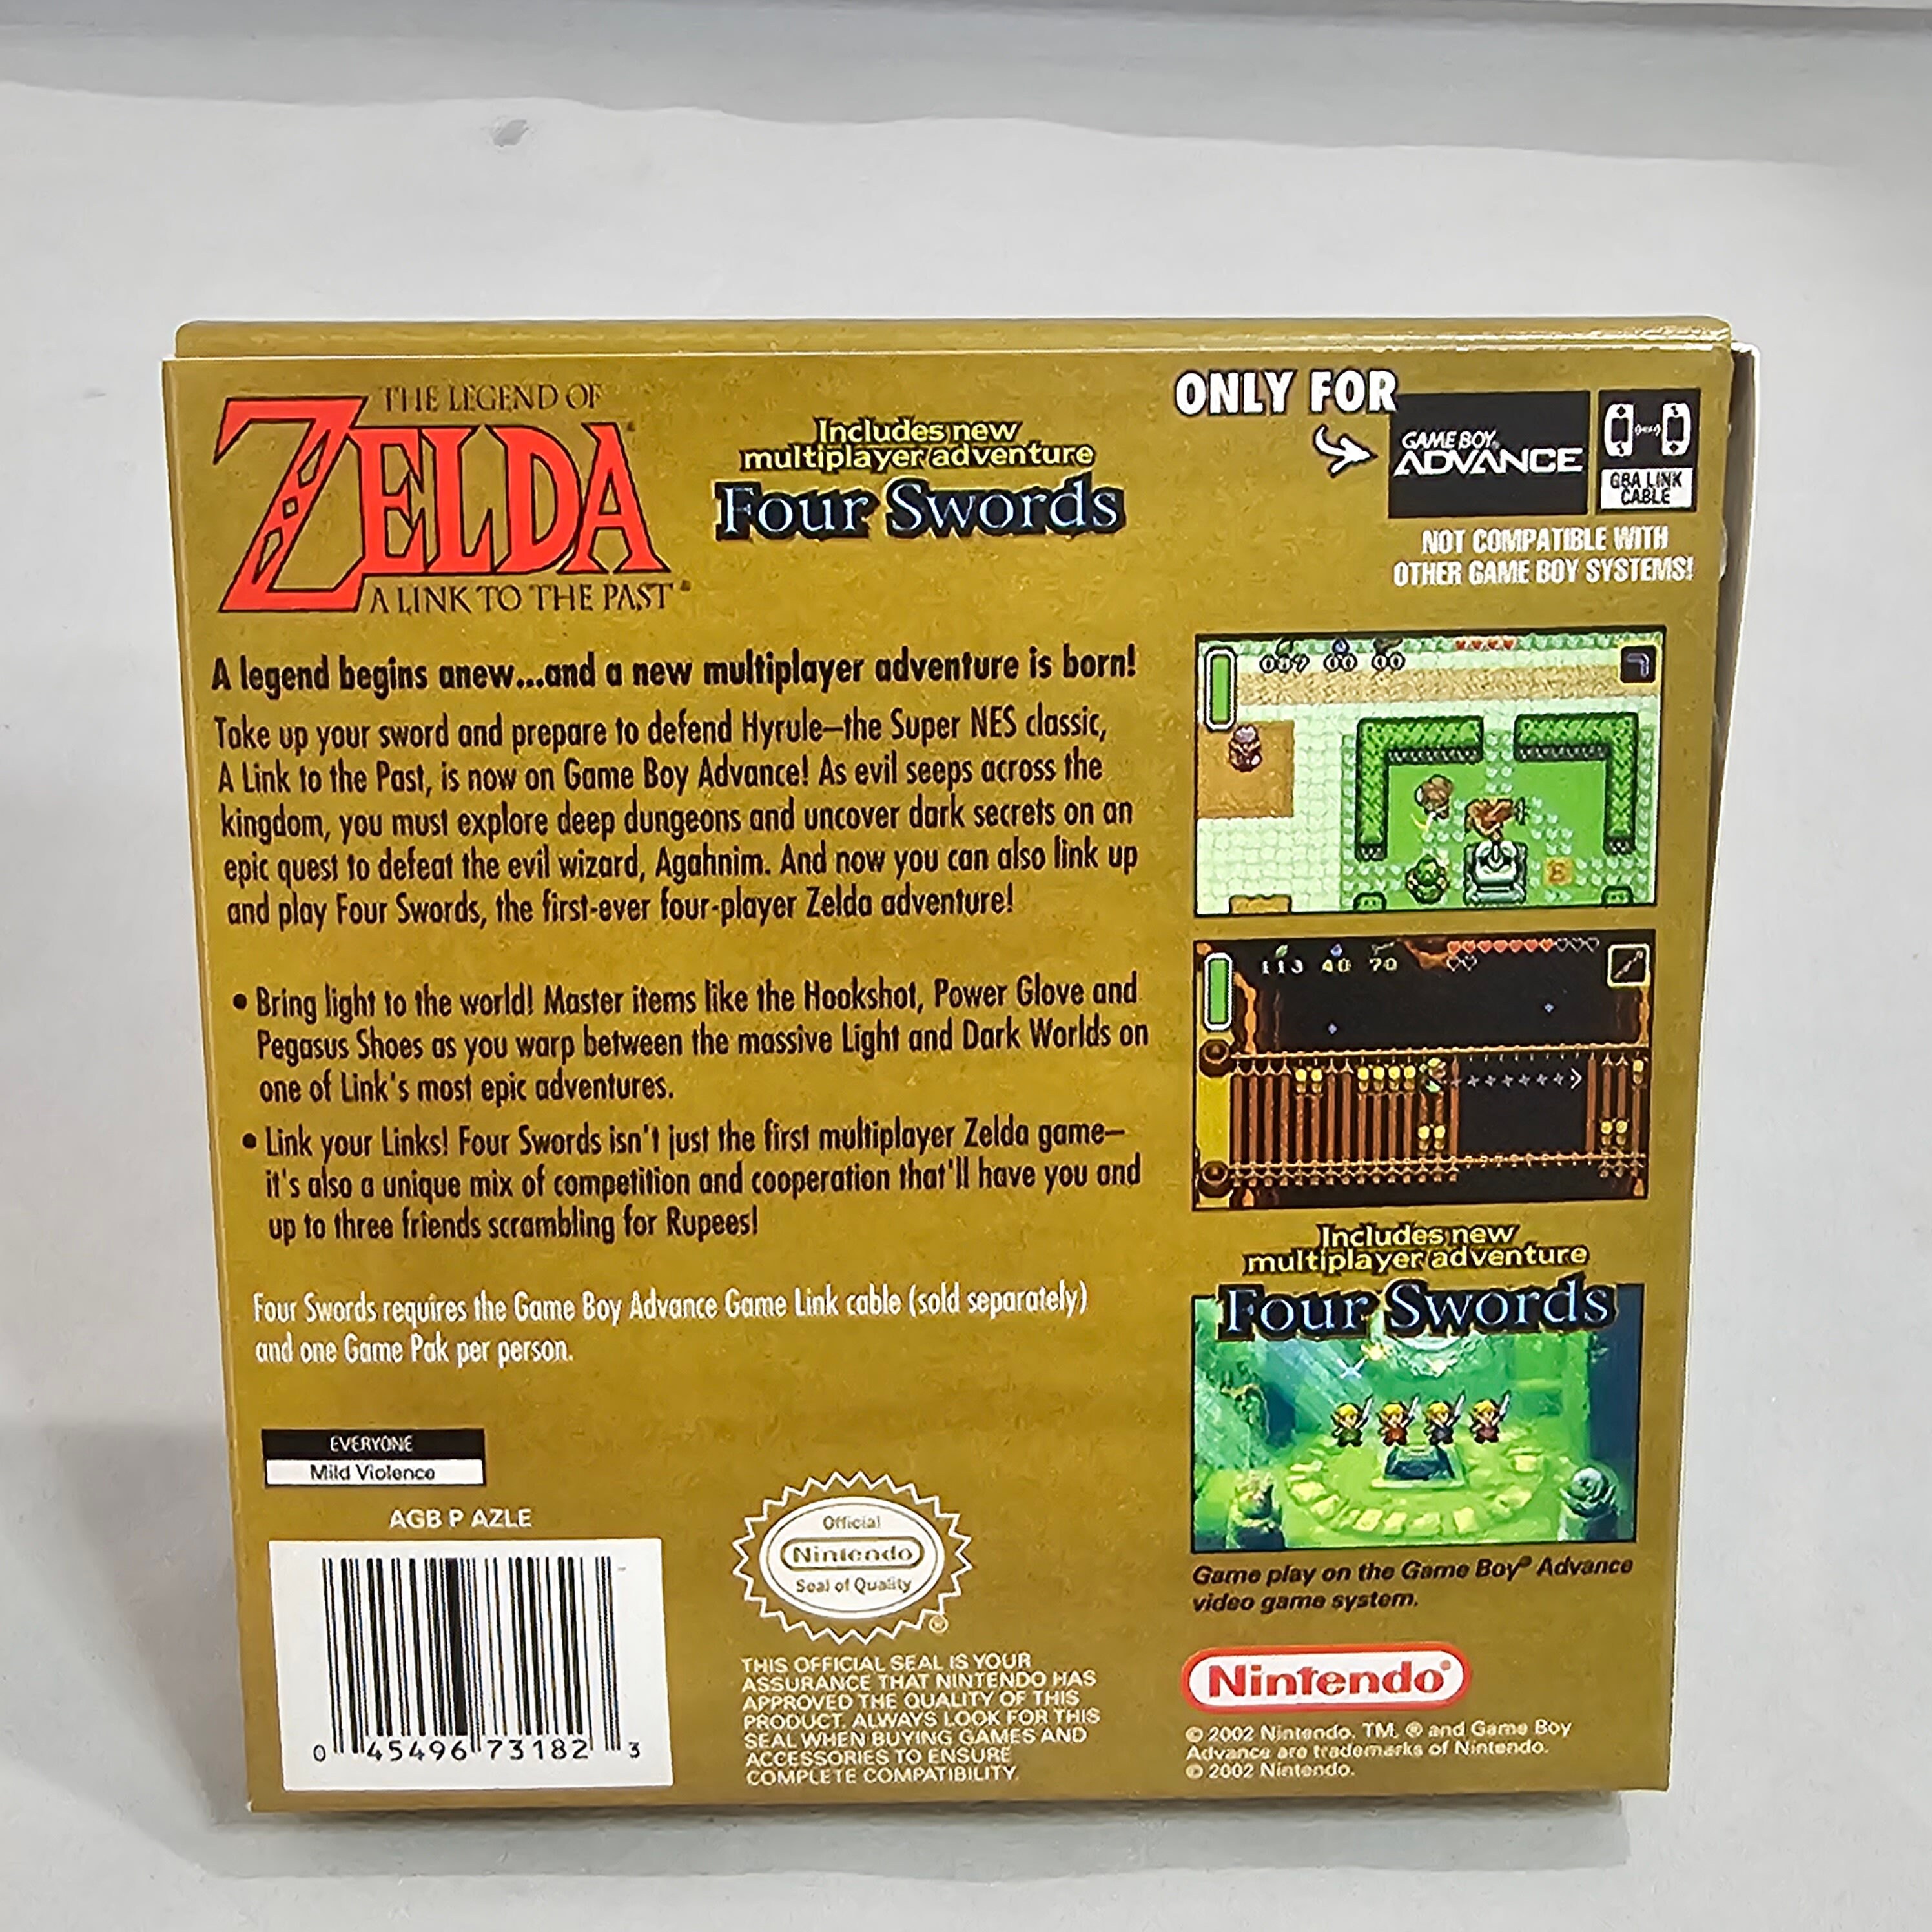 THE LEGEND OF
ZELDA
A LINK TO THE PAST
Includes new
multiplayer adventure
Four Swords
ONLY FOR
GAME BOY
ADVANCE
GBA LINK
CABLE
NOT COMPATIBLE WITH
OTHER GAME BOY SYSTEMS!
A legend begins anew...and a new multiplayer adventure is born!
Take up your sword and prepare to defend Hyrule—the Super NES classic,
A Link to the Past, is now on Game Boy Advance! As evil seeps across the
kingdom, you must explore deep dungeons and uncover dark secrets on an
epic quest to defeat the evil wizard, Agahnim. And now you can also link up
and play Four Swords, the first-ever four-player Zelda adventure!
• Bring light to the world! Master items like the Hookshot, Power Glove and
Pegasus Shoes as you warp between the massive Light and Dark Worlds on
one of Link's most epic adventures.
• Link your Links! Four Swords isn't just the first multiplayer Zelda game—
it's also a unique mix of competition and cooperation that'll have you and
up to three friends scrambling for Rupees!
Four Swords requires the Game Boy Advance Game Link cable (sold separately)
and one Game Pak per person.
113 40 70
Includes new
multiplayer adventure
Four Swords
Game play on the Game Boy® Advance
video game system.
EVERYONE
Mild Violence
AGB P AZLE
0 45496 73182 3
Official
Nintendo
Seal of Quality
®
THIS OFFICIAL SEAL IS YOUR
ASSURANCE THAT NINTENDO HAS
APPROVED THE QUALITY OF THIS
PRODUCT. ALWAYS LOOK FOR THIS
SEAL WHEN BUYING GAMES AND
ACCESSORIES TO ENSURE
COMPLETE COMPATIBILITY.
Nintendo®
© 2002 Nintendo. TM, ® and Game Boy
Advance are trademarks of Nintendo.
© 2002 Nintendo.